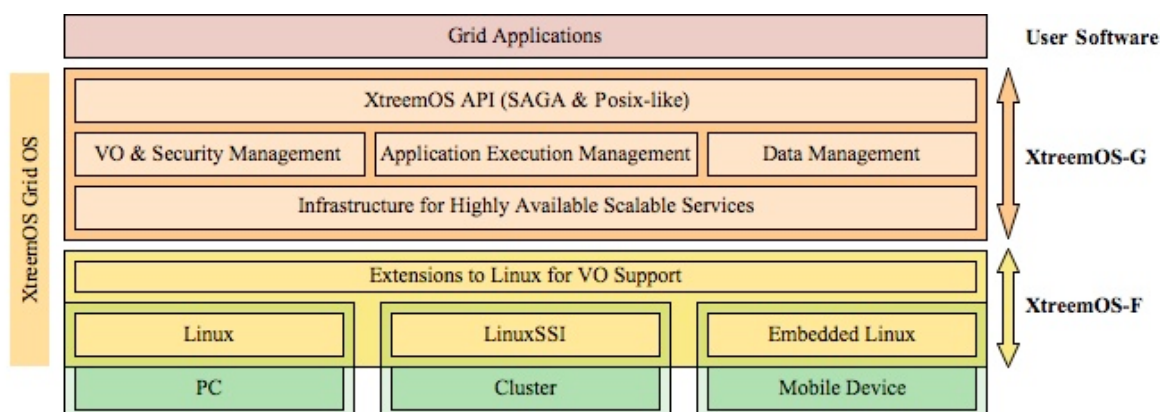 Grid Applications
User Software
XtreemOS Grid OS
XtreemOS API (SAGA & Posix-like)
VO & Security Management
Application Execution Management
Data Management
XtreemOS-G
Infrastructure for Highly Available Scalable Services
Extensions to Linux for VO Support
XtreemOS-F
Linux
LinuxSSI
Embedded Linux
PC
Cluster
Mobile Device